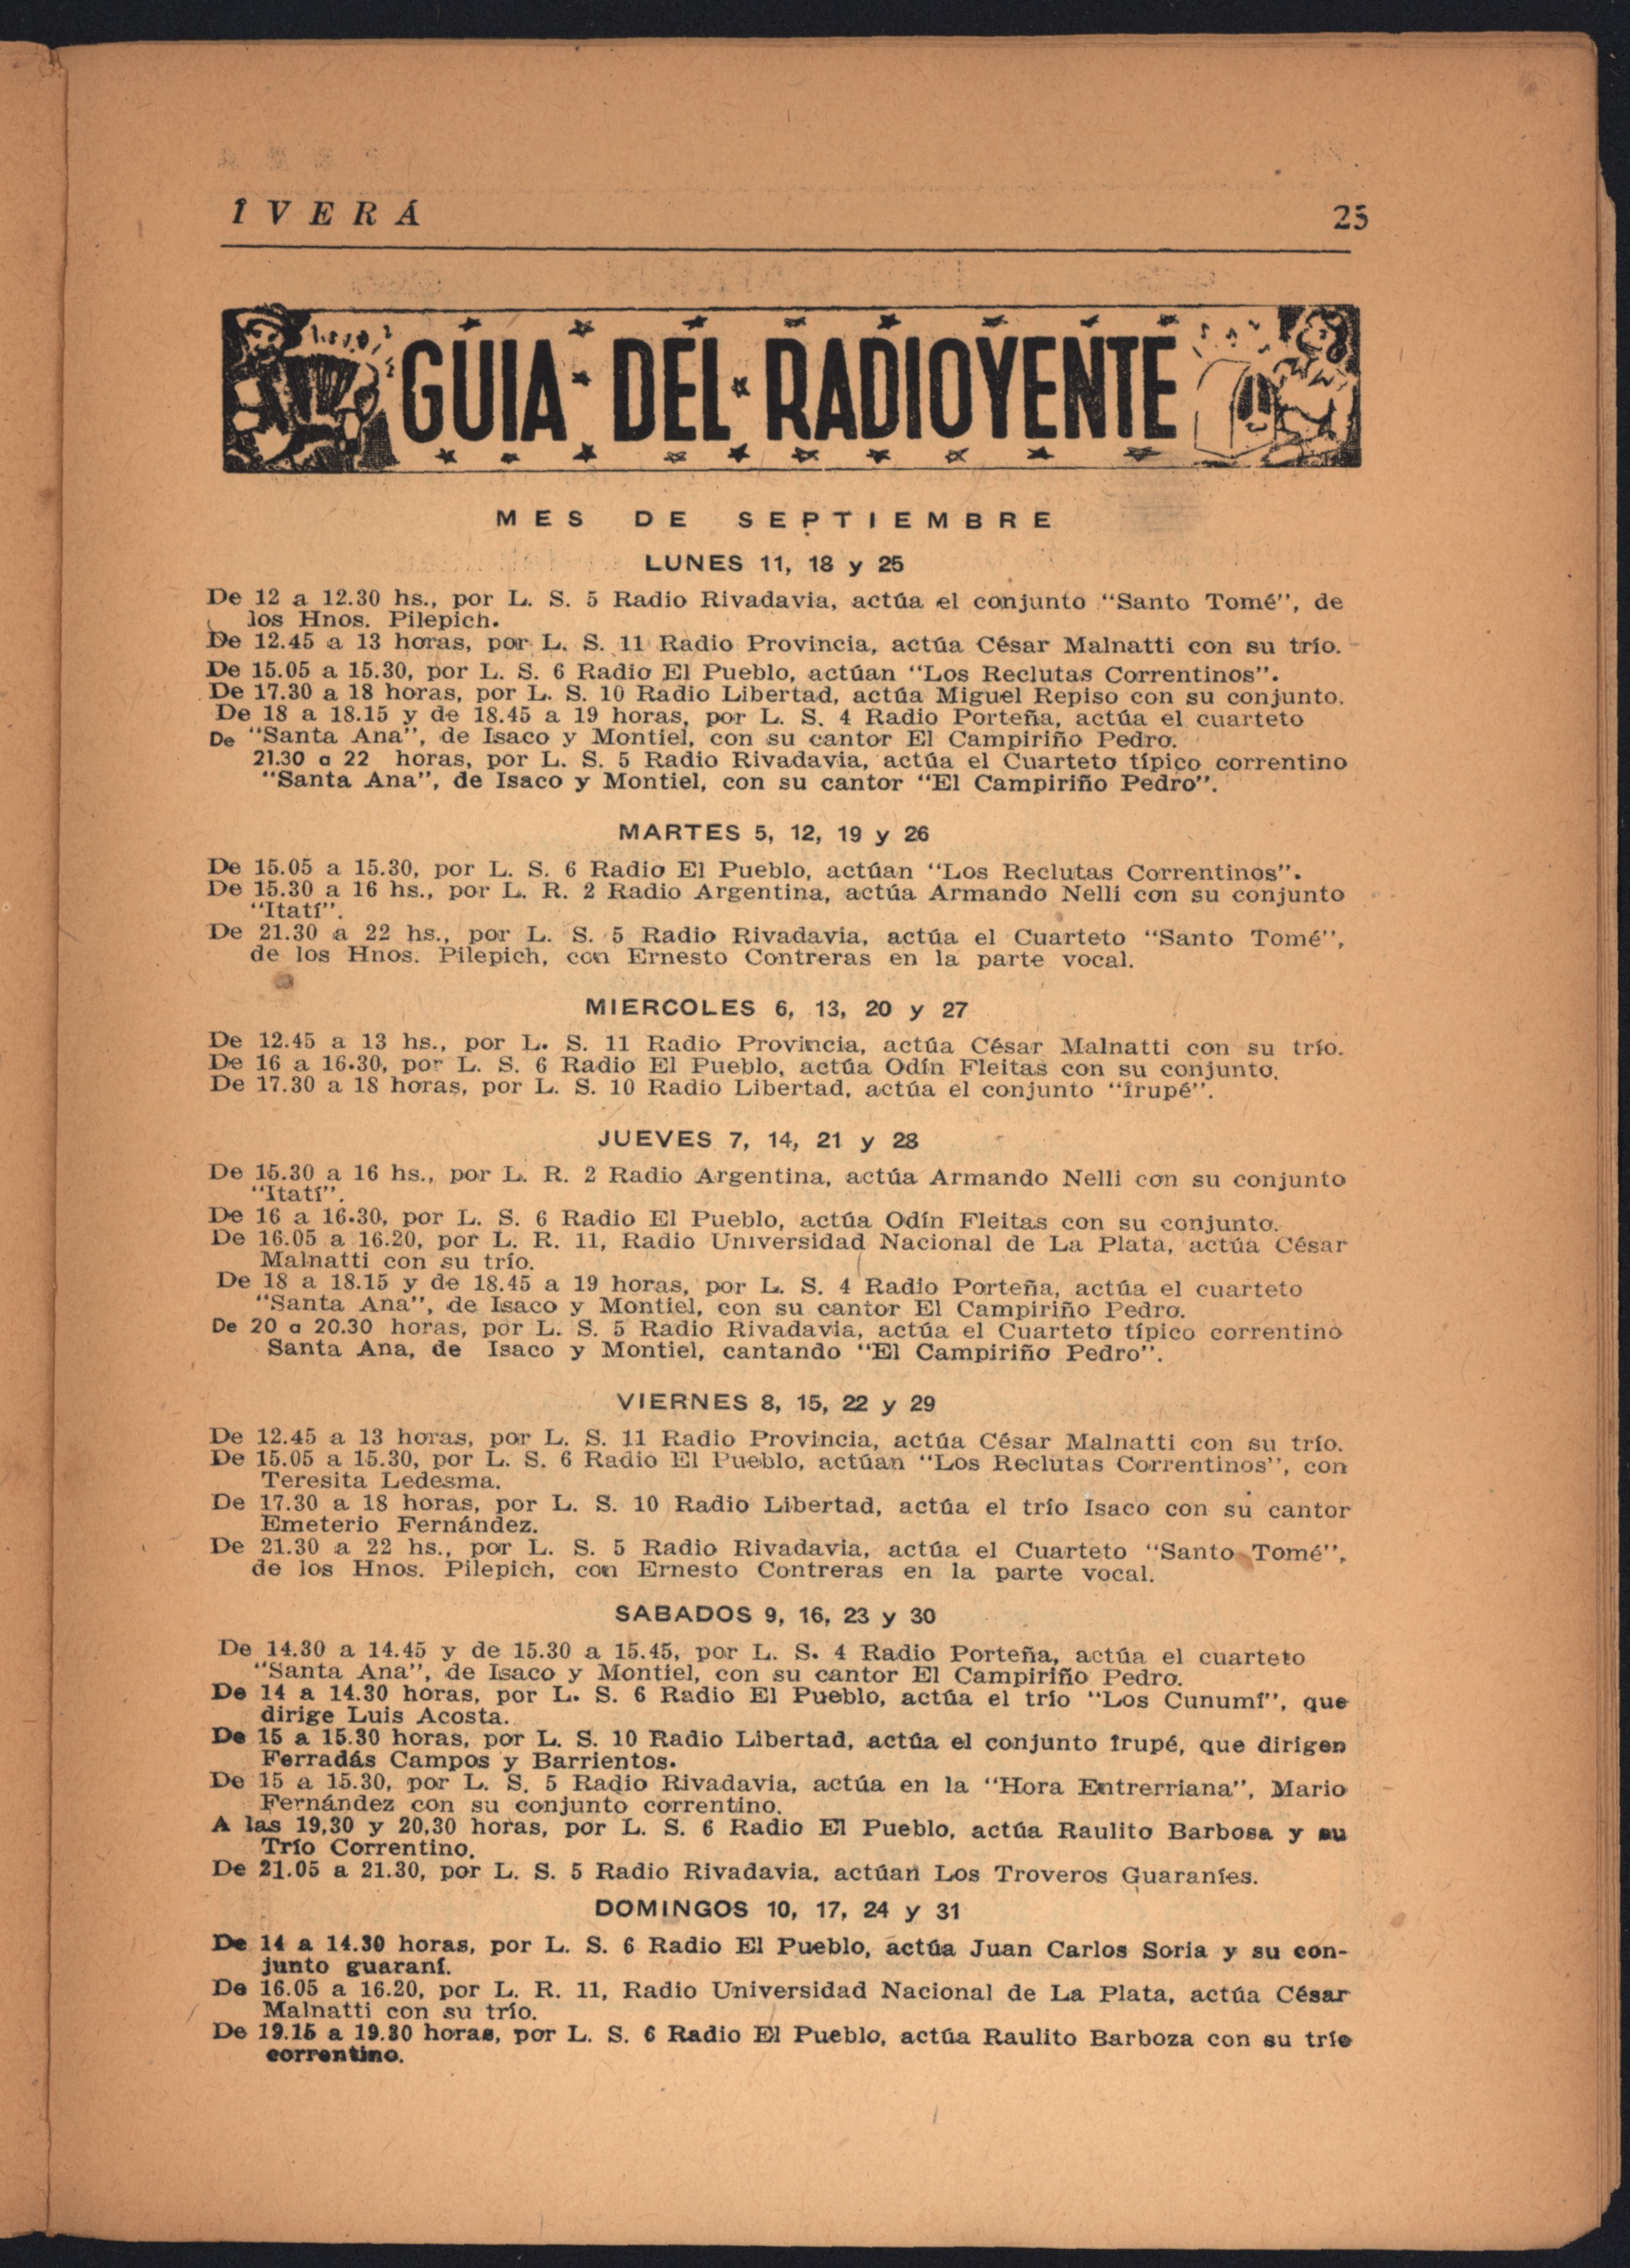 Î V E R Á
25
GUIA DEL RADIOYENTE
MES DE SEPTIEMBRE
LUNES 11, 18 y 25
De 12 a 12.30 hs., por L. S. 5 Radio Rivadavia, actúa el conjunto "Santo Tomé", de
los Hnos. Pilepich.
De 12.45 a 13 horas, por L. S. 11 Radio Provincia, actúa César Malnatti con su trío.
De 15.05 a 15.30, por L. S. 6 Radio El Pueblo, actúan "Los Reclutas Correntinos".
De 17.30 a 18 horas, por L. S. 10 Radio Libertad, actúa Miguel Repiso con su conjunto.
De 18 a 18.15 y de 18.45 a 19 horas, por L. S. 4 Radio Porteña, actúa el cuarteto
De "Santa Ana", de Isaco y Montiel, con su cantor El Campiriño Pedro.
21.30 a 22 horas, por L. S. 5 Radio Rivadavia, actúa el Cuarteto típico correntino
"Santa Ana", de Isaco y Montiel, con su cantor "El Campiriño Pedro".
MARTES 5, 12, 19 y 26
De 15.05 a 15.30, por L. S. 6 Radio El Pueblo, actúan "Los Reclutas Correntinos".
De 15.30 a 16 hs., por L. R. 2 Radio Argentina, actúa Armando Nelli con su conjunto
"Itatí".
De 21.30 a 22 hs., por L. S. 5 Radio Rivadavia, actúa el Cuarteto "Santo Tomé",
de los Hnos. Pilepich, con Ernesto Contreras en la parte vocal.
MIERCOLES 6, 13, 20 y 27
De 12.45 a 13 hs., por L. S. 11 Radio Provincia, actúa César Malnatti con su trío.
De 16 a 16.30, por L. S. 6 Radio El Pueblo, actúa Odín Fleitas con su conjunto.
De 17.30 a 18 horas, por L. S. 10 Radio Libertad, actúa el conjunto "Îrupé".
JUEVES 7, 14, 21 y 28
De 15.30 a 16 hs., por L. R. 2 Radio Argentina, actúa Armando Nelli con su conjunto
"Itatí".
De 16 a 16.30, por L. S. 6 Radio El Pueblo, actúa Odín Fleitas con su conjunto.
De 16.05 a 16.20, por L. R. 11, Radio Universidad Nacional de La Plata, actúa César
Malnatti con su trío.
De 18 a 18.15 y de 18.45 a 19 horas, por L. S. 4 Radio Porteña, actúa el cuarteto
"Santa Ana", de Isaco y Montiel, con su cantor El Campiriño Pedro.
De 20 a 20.30 horas, por L. S. 5 Radio Rivadavia, actúa el Cuarteto típico correntino
Santa Ana, de Isaco y Montiel, cantando "El Campiriño Pedro".
VIERNES 8, 15, 22 y 29
De 12.45 a 13 horas, por L. S. 11 Radio Provincia, actúa César Malnatti con su trío.
De 15.05 a 15.30, por L. S. 6 Radio El Pueblo, actúan "Los Reclutas Correntinos", con
Teresita Ledesma.
De 17.30 a 18 horas, por L. S. 10 Radio Libertad, actúa el trío Isaco con su cantor
Emeterio Fernández.
De 21.30 a 22 hs., por L. S. 5 Radio Rivadavia, actúa el Cuarteto "Santo Tomé",
de los Hnos. Pilepich, con Ernesto Contreras en la parte vocal.
SABADOS 9, 16, 23 y 30
De 14.30 a 14.45 y de 15.30 a 15.45, por L. S. 4 Radio Porteña, actúa el cuarteto
"Santa Ana", de Isaco y Montiel, con su cantor El Campiriño Pedro.
De 14 a 14.30 horas, por L. S. 6 Radio El Pueblo, actúa el trío "Los Cunumí", que
dirige Luis Acosta.
De 15 a 15.30 horas, por L. S. 10 Radio Libertad, actúa el conjunto Îrupé, que dirigen
Ferradás Campos y Barrientos.
De 15 a 15.30, por L. S. 5 Radio Rivadavia, actúa en la "Hora Entrerriana", Mario
Fernández con su conjunto correntino.
A las 19,30 y 20.30 horas, por L. S. 6 Radio El Pueblo, actúa Raulito Barbosa y su
Trío Correntino.
De 21.05 a 21.30, por L. S. 5 Radio Rivadavia, actúan Los Troveros Guaraníes.
DOMINGOS 10, 17, 24 y 31
De 14 a 14.30 horas, por L. S. 6 Radio El Pueblo, actúa Juan Carlos Soria y su con-
junto guaraní.
De 16.05 a 16.20, por L. R. 11, Radio Universidad Nacional de La Plata, actúa César
Malnatti con su trío.
De 19.15 a 19.30 horas, por L. S. 6 Radio El Pueblo, actúa Raulito Barboza con su trío
correntino.